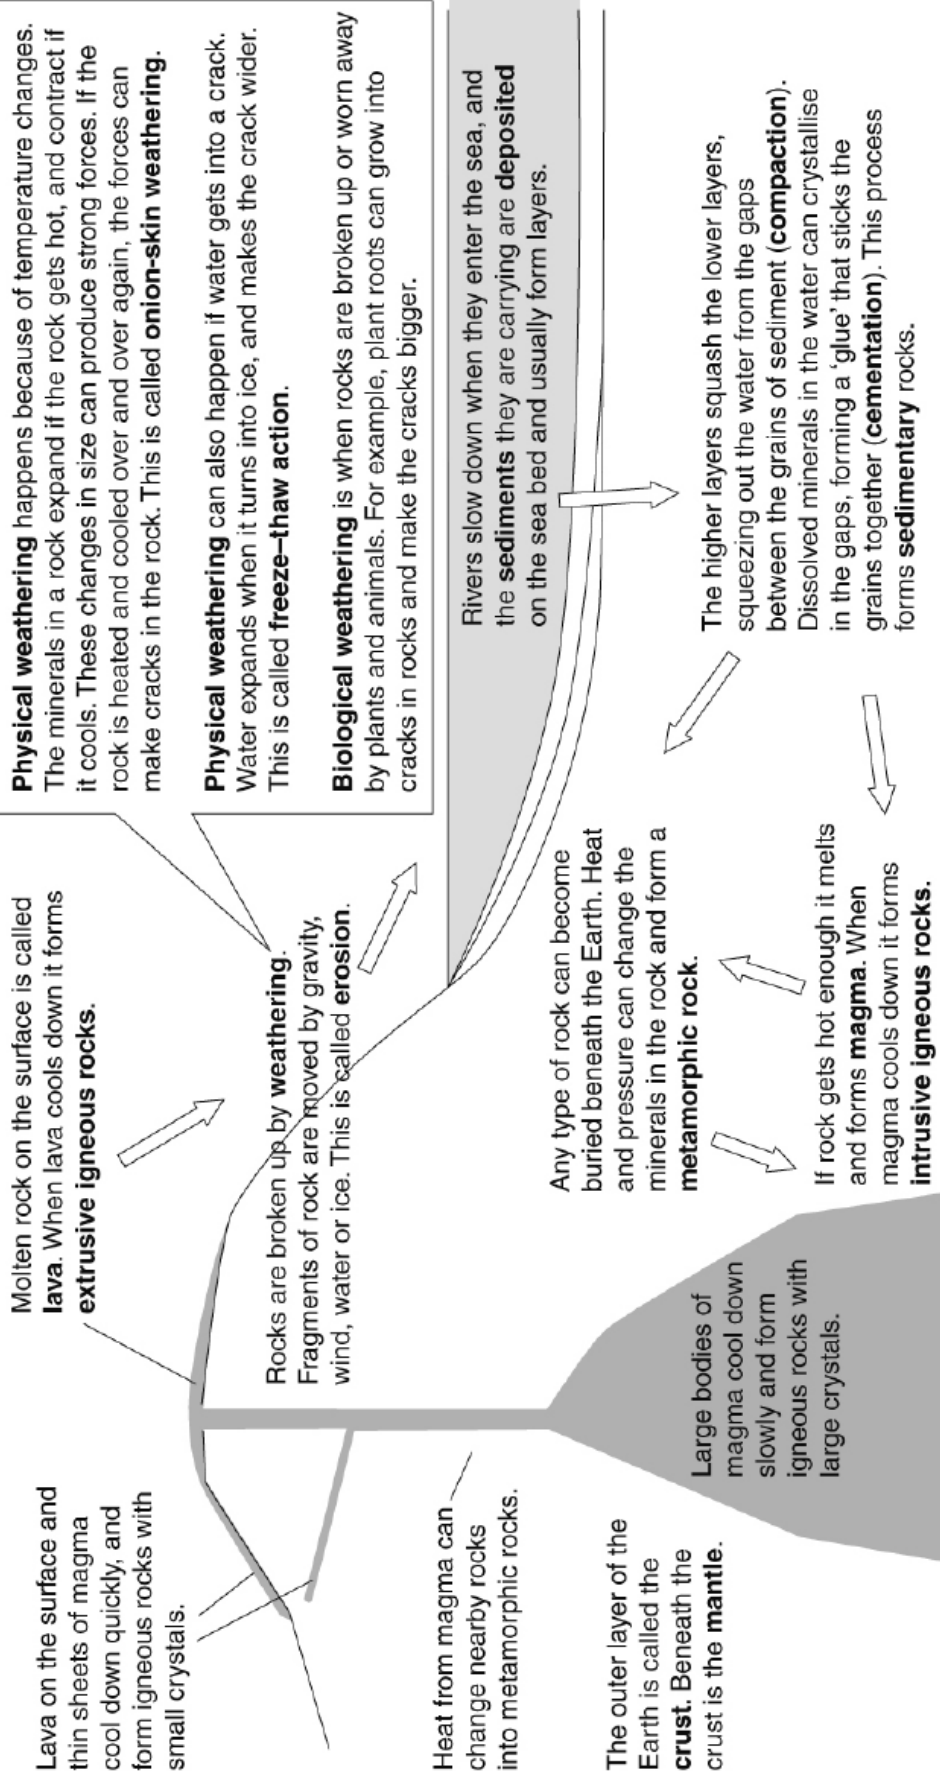 Lava on the surface and
thin sheets of magma
cool down quickly, and
form igneous rocks with
small crystals.
Molten rock on the surface is called
lava. When lava cools down it forms
extrusive igneous rocks.
Physical weathering happens because of temperature changes.
The minerals in a rock expand if the rock gets hot, and contract if
it cools. These changes in size can produce strong forces. If the
rock is heated and cooled over and over again, the forces can
make cracks in the rock. This is called onion-skin weathering.
Physical weathering can also happen if water gets into a crack.
Water expands when it turns into ice, and makes the crack wider.
This is called freeze–thaw action.
Biological weathering is when rocks are broken up or worn away
by plants and animals. For example, plant roots can grow into
cracks in rocks and make the cracks bigger.
Rocks are broken up by weathering.
Fragments of rock are moved by gravity,
wind, water or ice. This is called erosion.
Rivers slow down when they enter the sea, and
the sediments they are carrying are deposited
on the sea bed and usually form layers.
Heat from magma can
change nearby rocks
into metamorphic rocks.
Any type of rock can become
buried beneath the Earth. Heat
and pressure can change the
minerals in the rock and form a
metamorphic rock.
The higher layers squash the lower layers,
squeezing out the water from the gaps
between the grains of sediment (compaction).
Dissolved minerals in the water can crystallise
in the gaps, forming a ‘glue’ that sticks the
grains together (cementation). This process
forms sedimentary rocks.
The outer layer of the
Earth is called the
crust. Beneath the
crust is the mantle.
Large bodies of
magma cool down
slowly and form
igneous rocks with
large crystals.
If rock gets hot enough it melts
and forms magma. When
magma cools down it forms
intrusive igneous rocks.